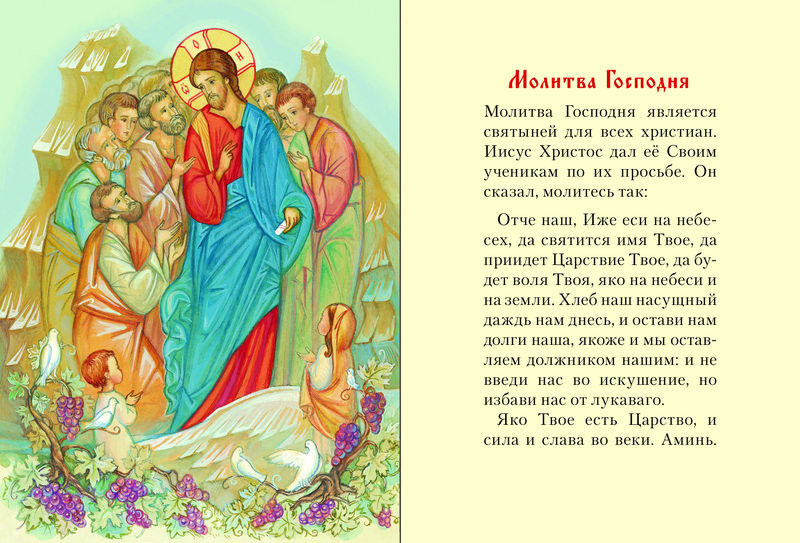 ѾОН
Молитва Господня
Молитва Господня является
святыней для всех христиан.
Иисус Христос дал её Своим
ученикам по их просьбе. Он
сказал, молитесь так:
Отче наш, Иже еси на небе-
сех, да святится имя Твое, да
приидет Царствие Твое, да бу-
дет воля Твоя, яко на небеси и
на земли. Хлеб наш насущный
даждь нам днесь, и остави нам
долги наша, якоже и мы остав-
ляем должником нашим: и не
введи нас во искушение, но
избави нас от лукаваго.
Яко Твое есть Царство, и
сила и слава во веки. Аминь.